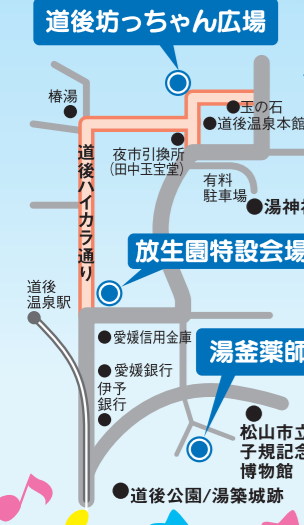 道後坊っちゃん広場
椿湯
玉の石
道後温泉本館
夜市引換所
(田中玉宝堂)
道後ハイカラ通り
有料
駐車場
湯神
放生園特設会場
道後
温泉駅
愛媛信用金庫
湯釜薬師
愛媛銀行
伊予
銀行
松山市立
子規記念
博物館
道後公園/湯築城跡